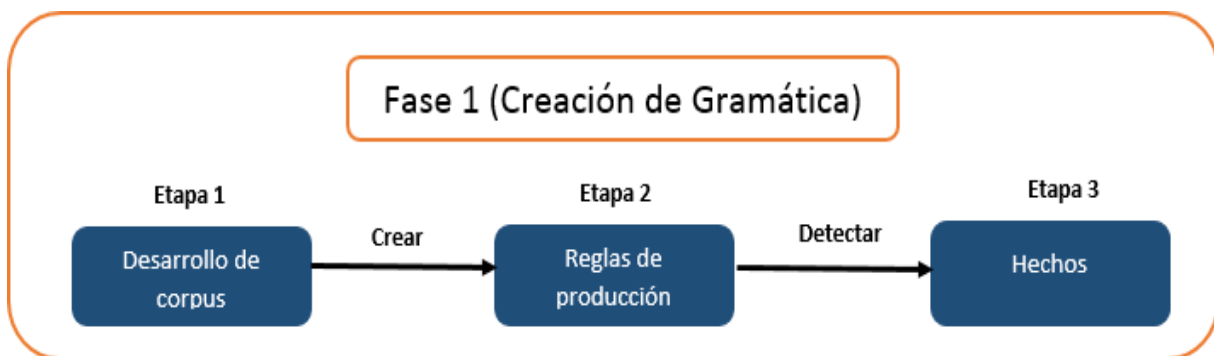 Fase 1 (Creación de Gramática)
Etapa 1
Etapa 2
Etapa 3
Desarrollo de
corpus
Crear
Reglas de
producción
Detectar
Hechos